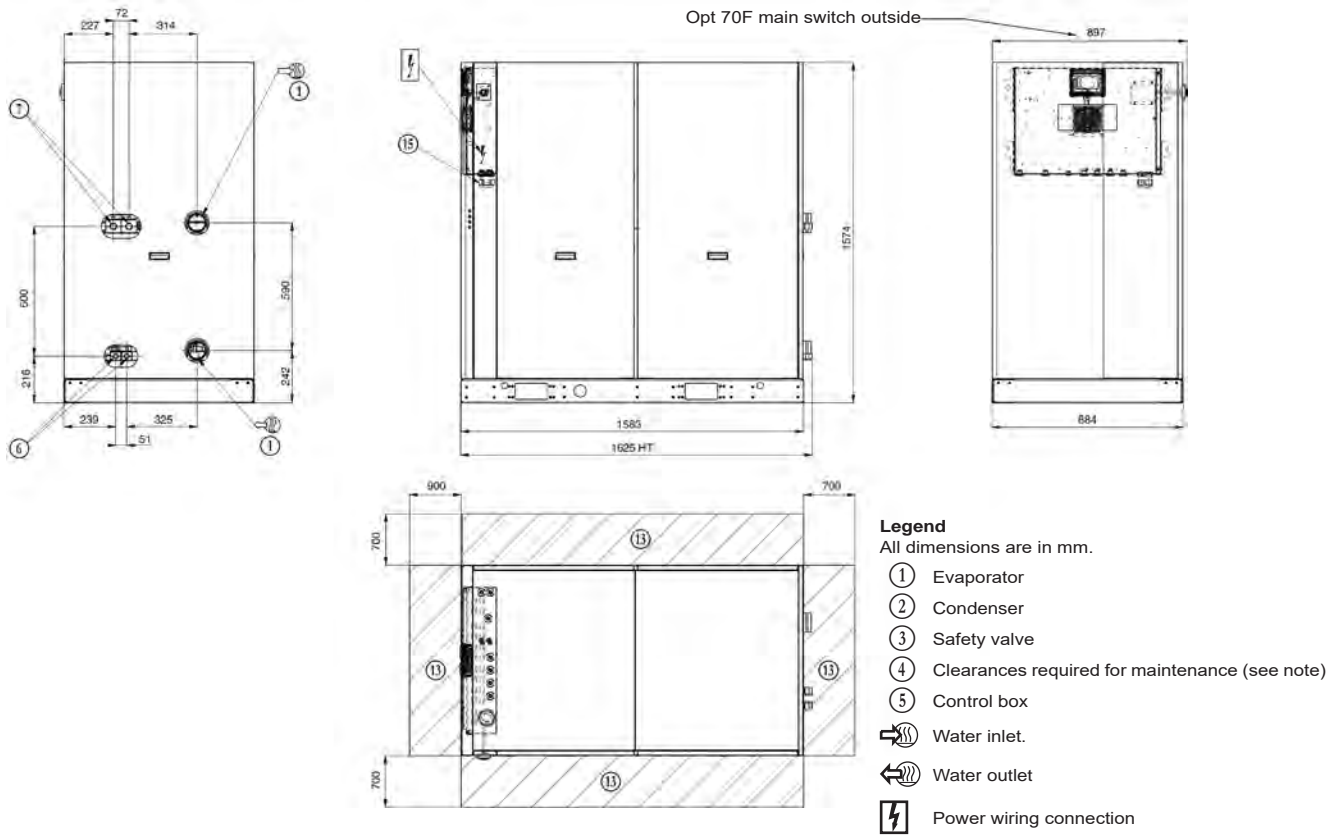 Opt 70F main switch outside
72
227
314
897
1
7
15
1574
600
590
216
242
239
325
51
6
1
1583
1625 HT
884
900
700
700
13
13
13
13
700
Legend
All dimensions are in mm.
1 Evaporator
2 Condenser
3 Safety valve
4 Clearances required for maintenance (see note)
5 Control box
Water inlet.
Water outlet
Power wiring connection